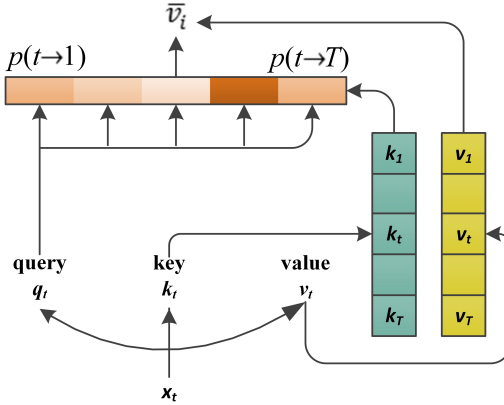 v̅ᵢ
p(t→1) p(t→T)
k₁ v₁
kₜ vₜ
query key value
qₜ kₜ vₜ
k_T v_T
xₜ